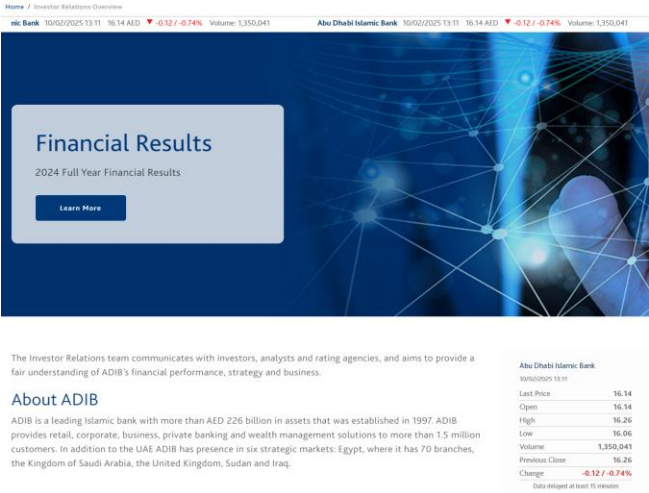 Home / Investor Relations Overview
nic Bank 10/02/2025 13:11 16.14 AED ▼ -0.12 / -0.74% Volume: 1,350,041 Abu Dhabi Islamic Bank 10/02/2025 13:11 16.14 AED ▼ -0.12 / -0.74% Volume: 1,350,041
Financial Results
2024 Full Year Financial Results
Learn More
The Investor Relations team communicates with investors, analysts and rating agencies, and aims to provide a
fair understanding of ADIB's financial performance, strategy and business.
About ADIB
ADIB is a leading Islamic bank with more than AED 226 billion in assets that was established in 1997. ADIB
provides retail, corporate, business, private banking and wealth management solutions to more than 1.5 million
customers. In addition to the UAE ADIB has presence in six strategic markets: Egypt, where it has 70 branches,
the Kingdom of Saudi Arabia, the United Kingdom, Sudan and Iraq.
Abu Dhabi Islamic Bank
10/02/2025 13:11
Last Price 16.14
Open 16.14
High 16.26
Low 16.06
Volume 1,350,041
Previous Close 16.26
Change -0.12 / -0.74%
Data delayed at least 15 minutes